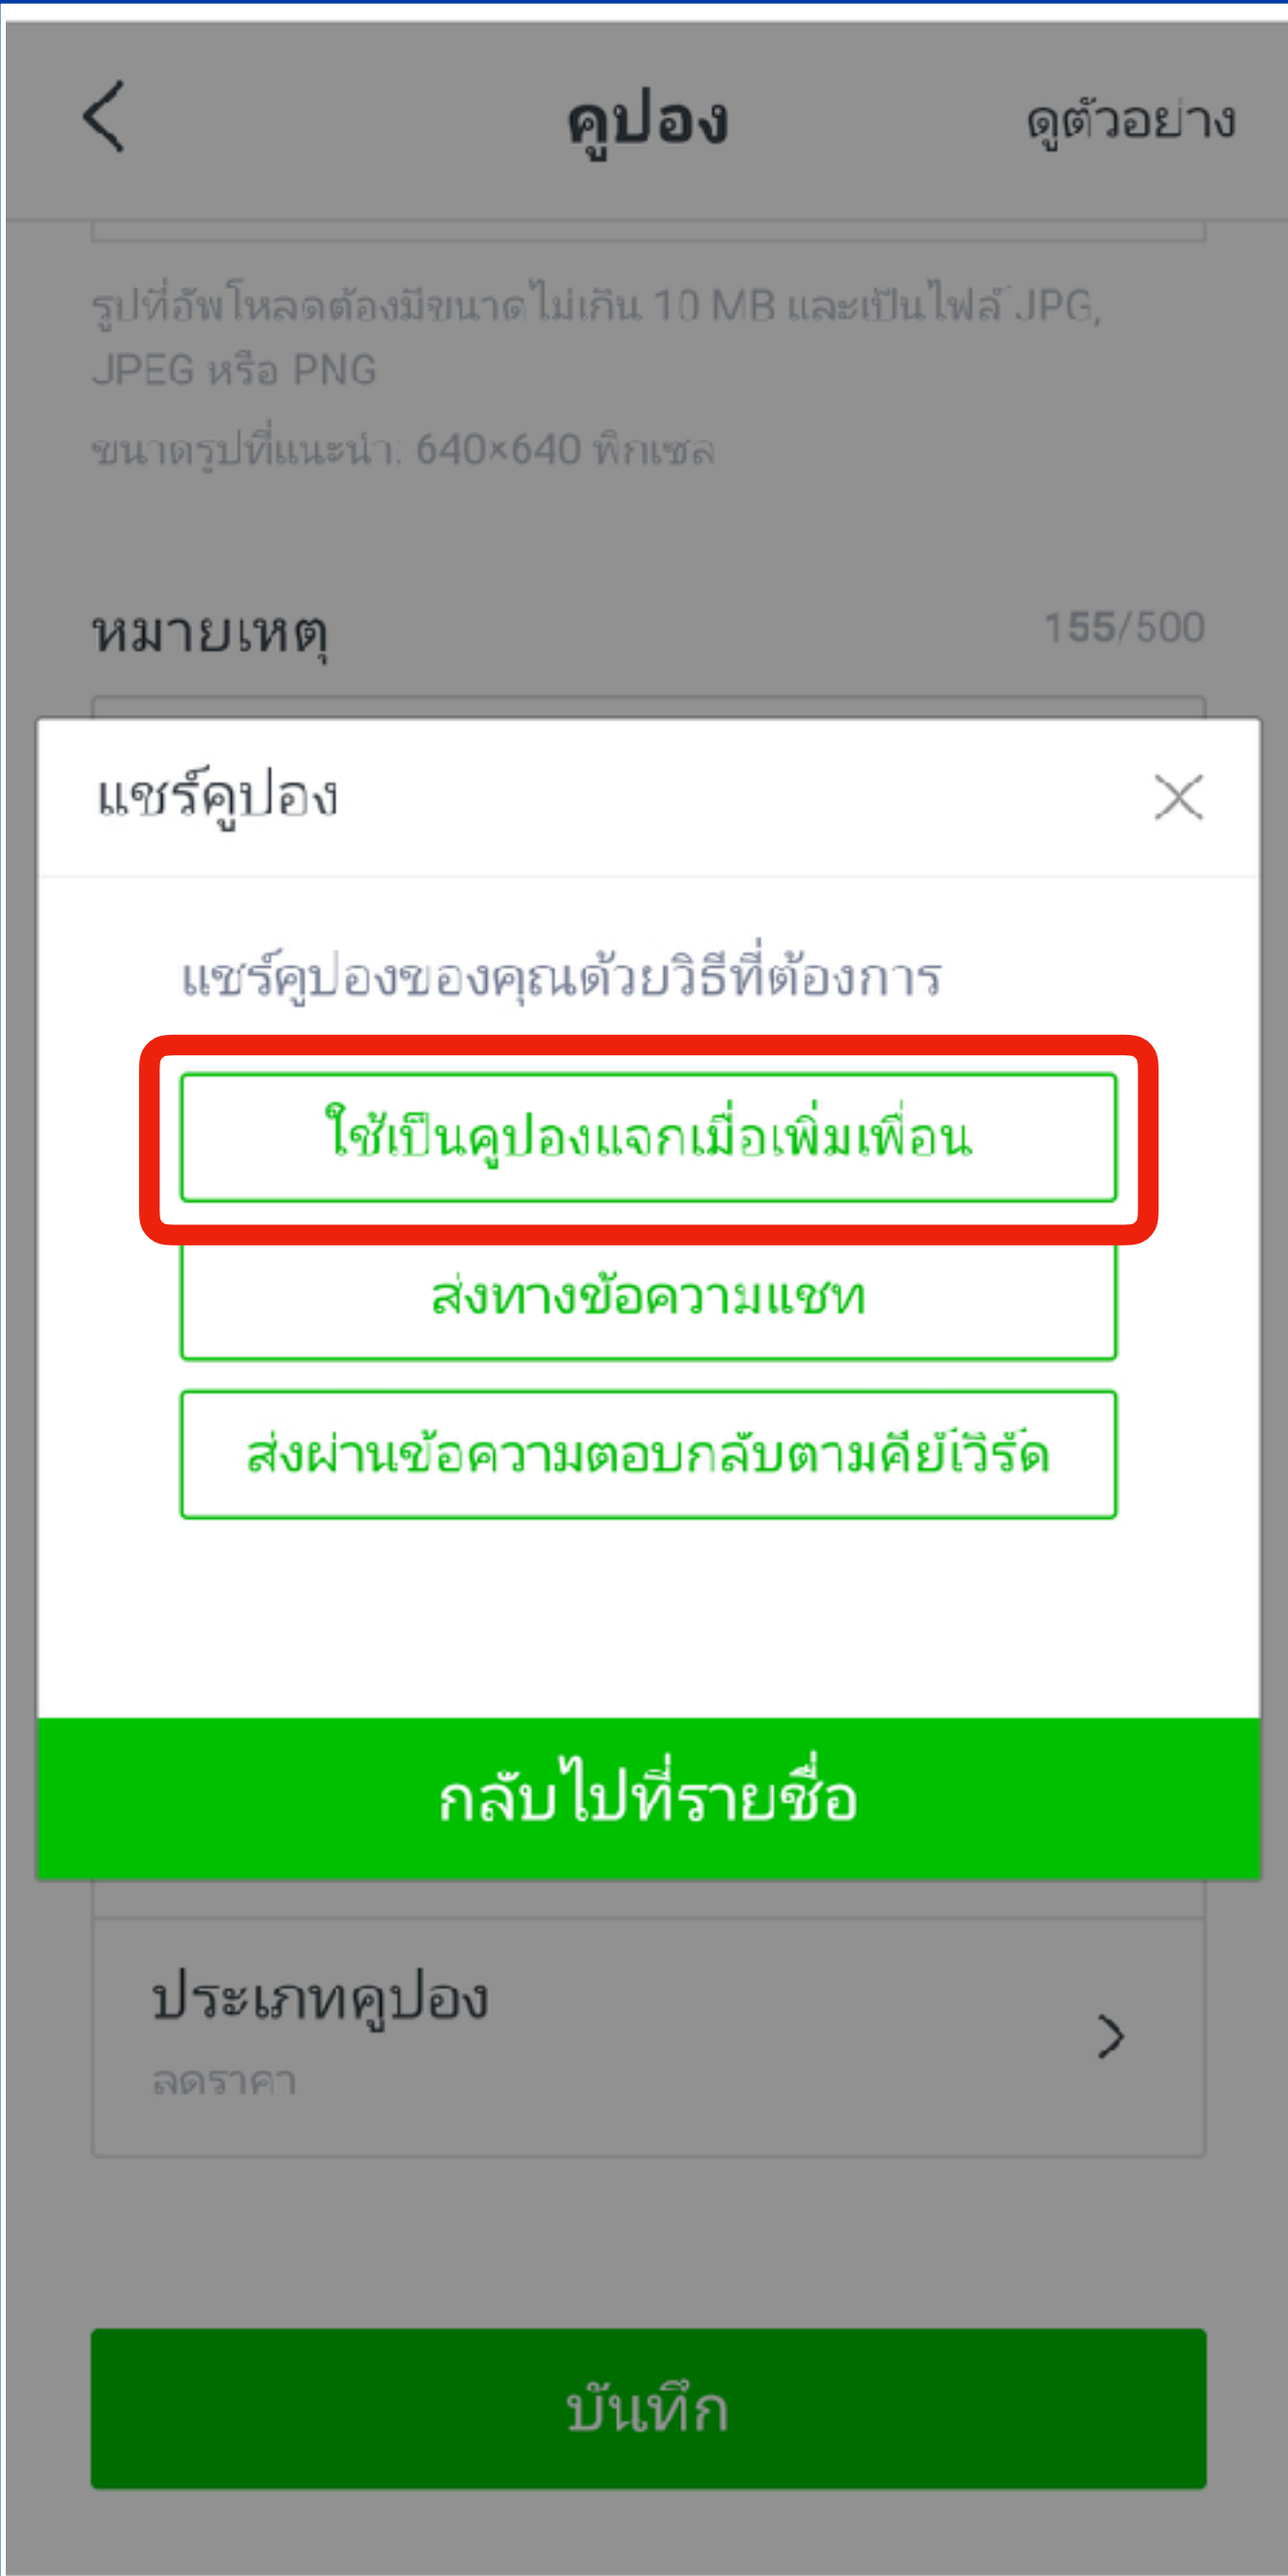 คูปอง
ดูตัวอย่าง
รูปที่อัพโหลดต้องมีขนาดไม่เกิน 10 MB และเป็นไฟล์ JPG,
JPEG หรือ PNG
ขนาดรูปที่แนะนำ: 640×640 พิกเซล
หมายเหตุ
155/500
แชร์คูปอง
แชร์คูปองของคุณด้วยวิธีที่ต้องการ
ใช้เป็นคูปองแจกเมื่อเพิ่มเพื่อน
ส่งทางข้อความแชท
ส่งผ่านข้อความตอบกลับตามคีย์เวิร์ด
กลับไปที่รายชื่อ
ประเภทคูปอง
ลดราคา
บันทึก